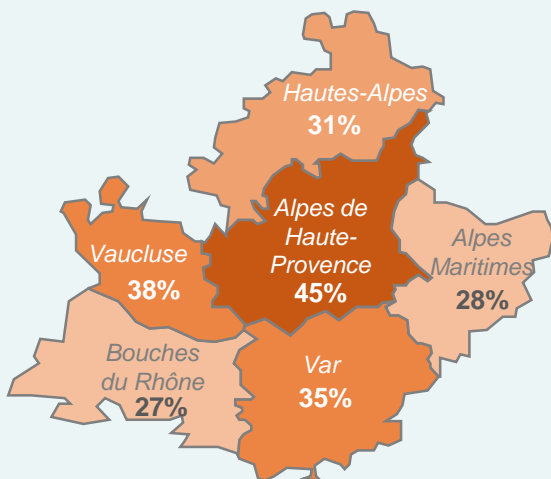 Hautes-Alpes
31%
Alpes de
Haute-
Provence
45%
Vaucluse
38%
Alpes
Maritimes
28%
Bouches
du Rhône
27%
Var
35%